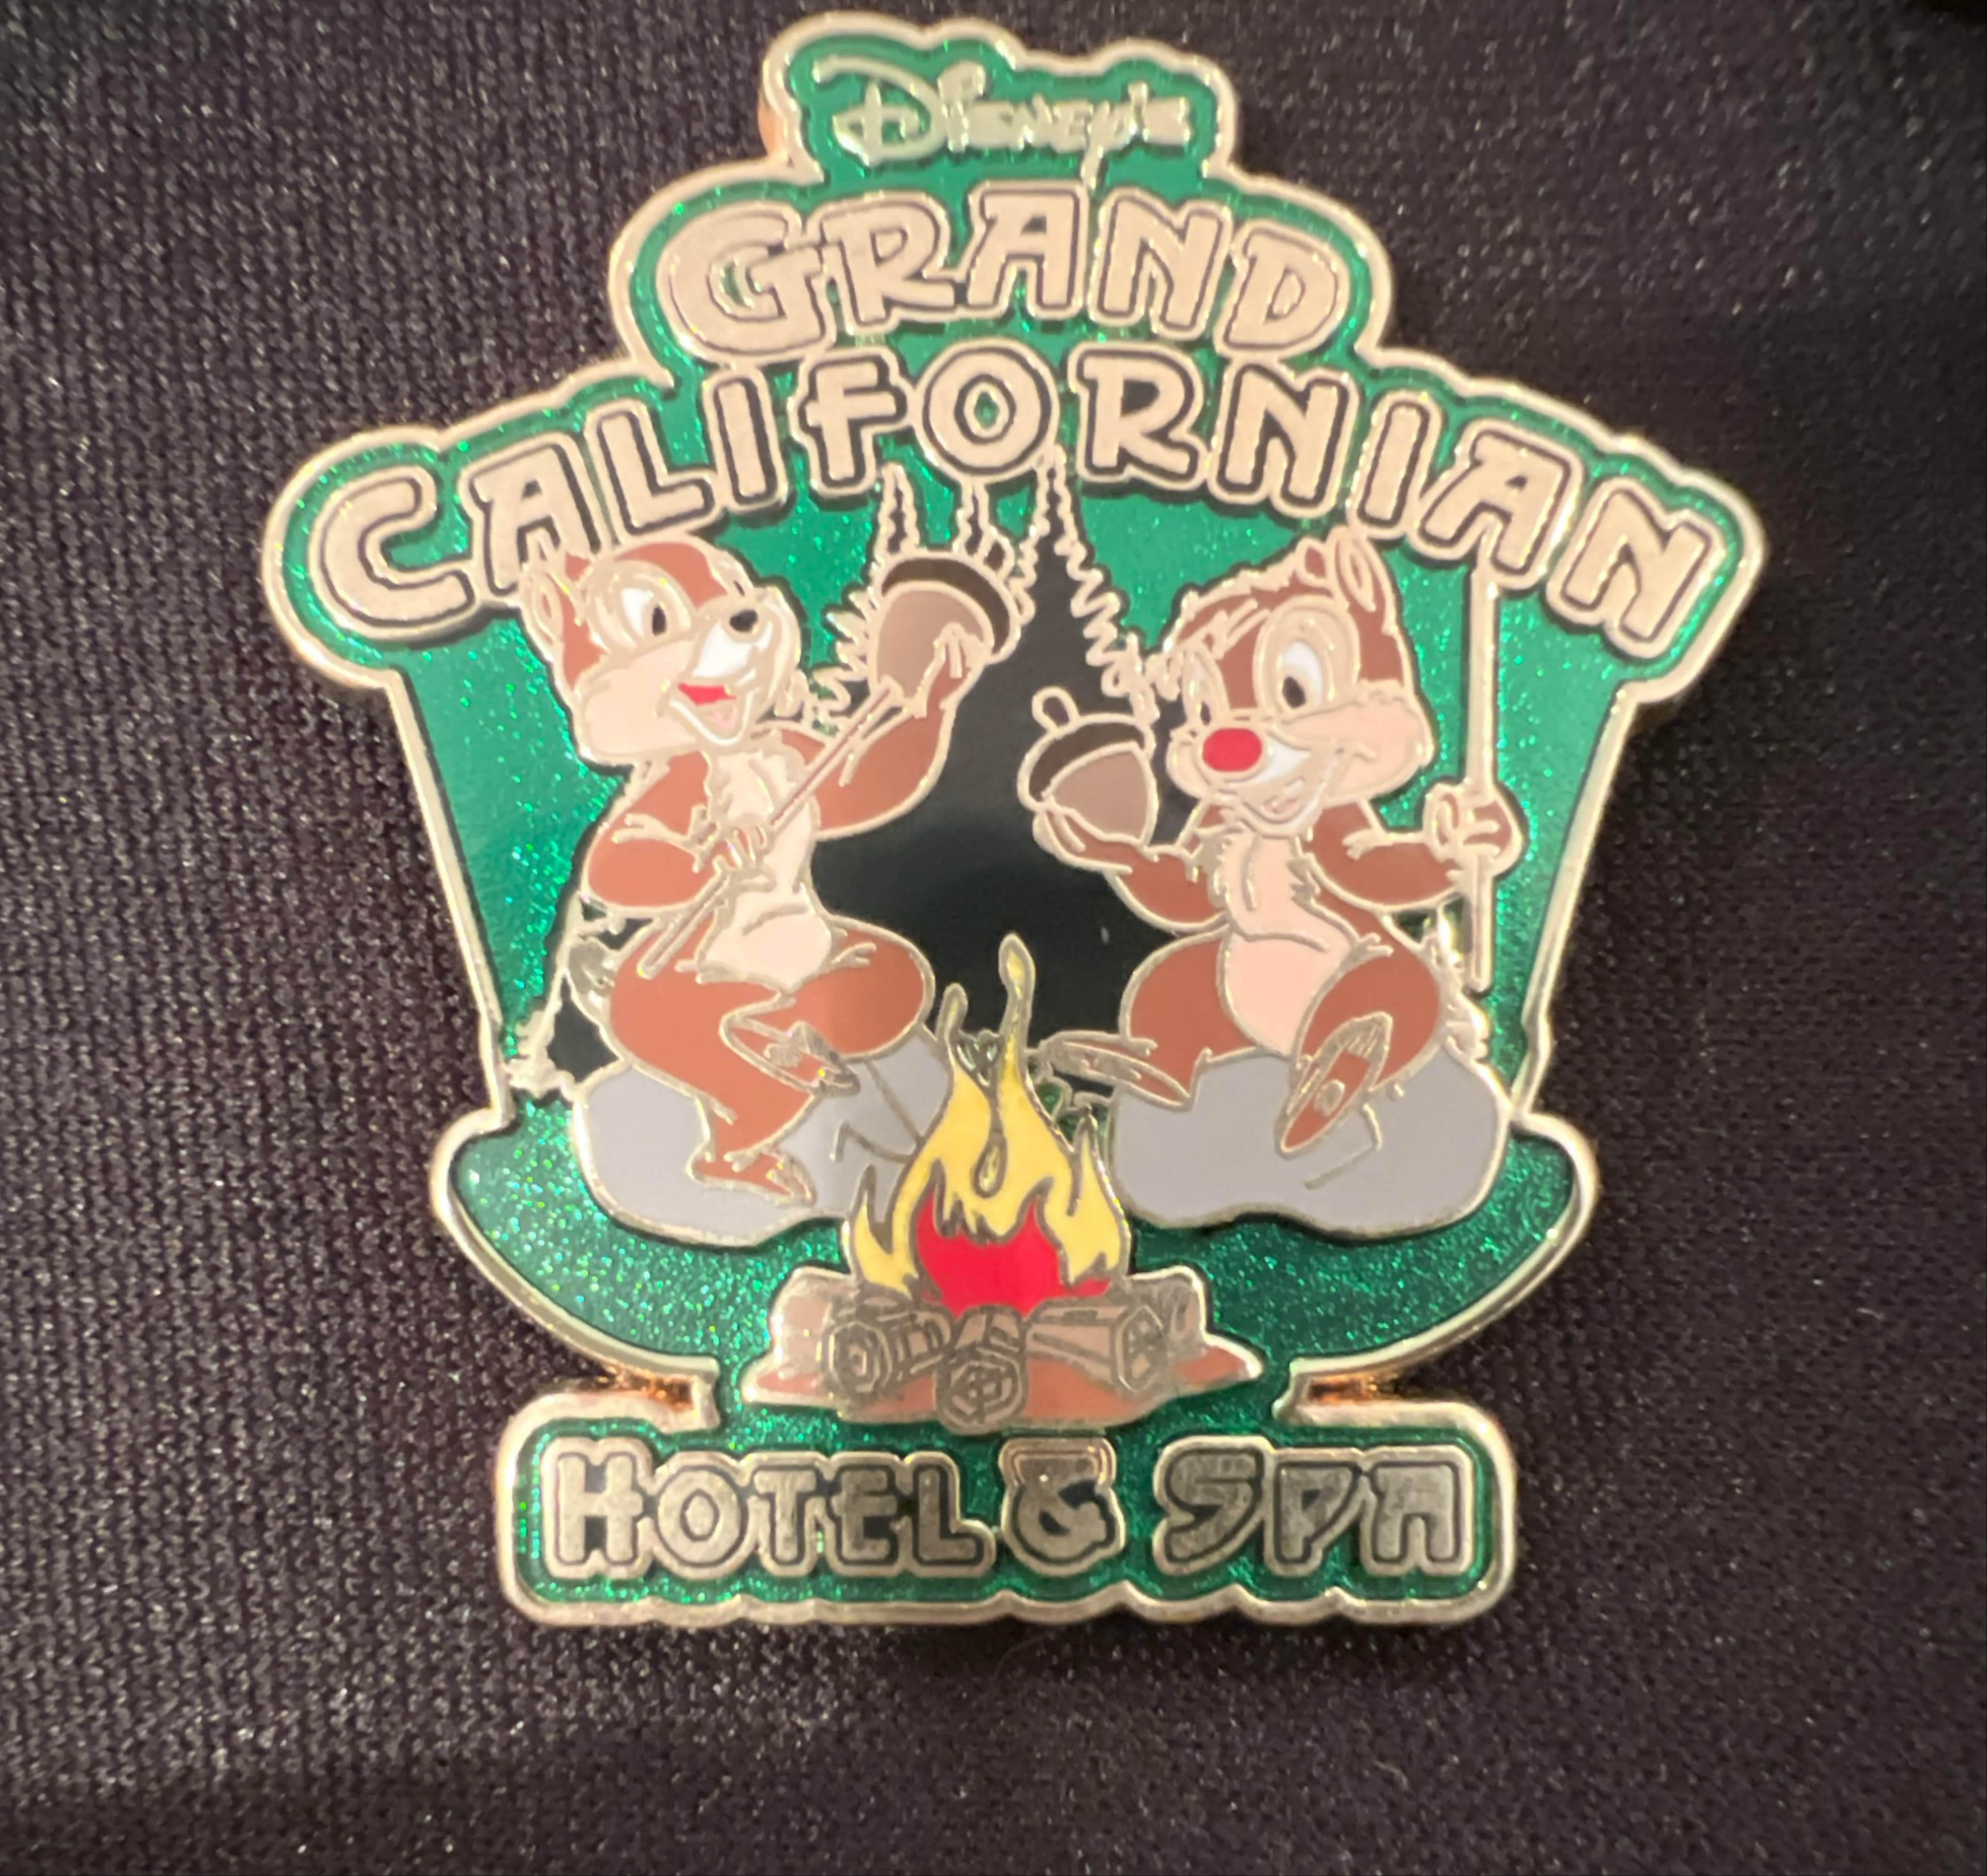 Disney's
GRAND
CALIFORNIAN
HOTEL & SPA